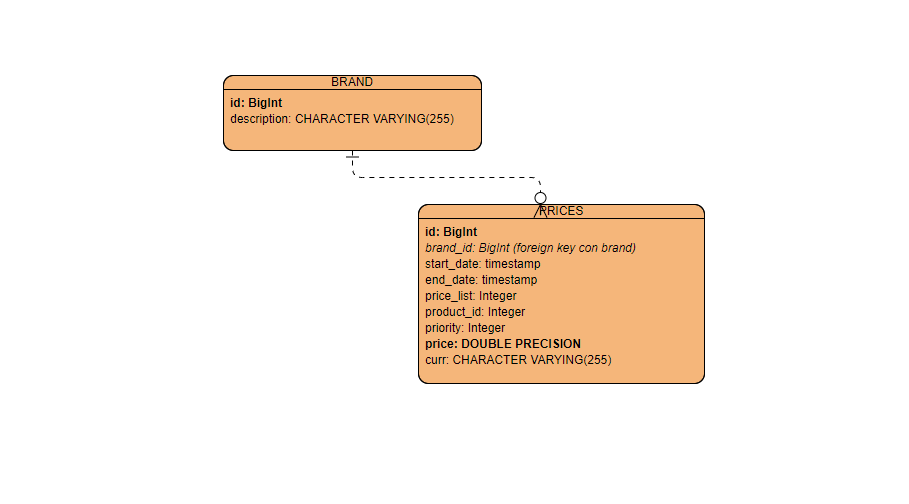 BRAND
id: BigInt
description: CHARACTER VARYING(255)
PRICES
id: BigInt
brand_id: BigInt (foreign key con brand)
start_date: timestamp
end_date: timestamp
price_list: Integer
product_id: Integer
priority: Integer
price: DOUBLE PRECISION
curr: CHARACTER VARYING(255)